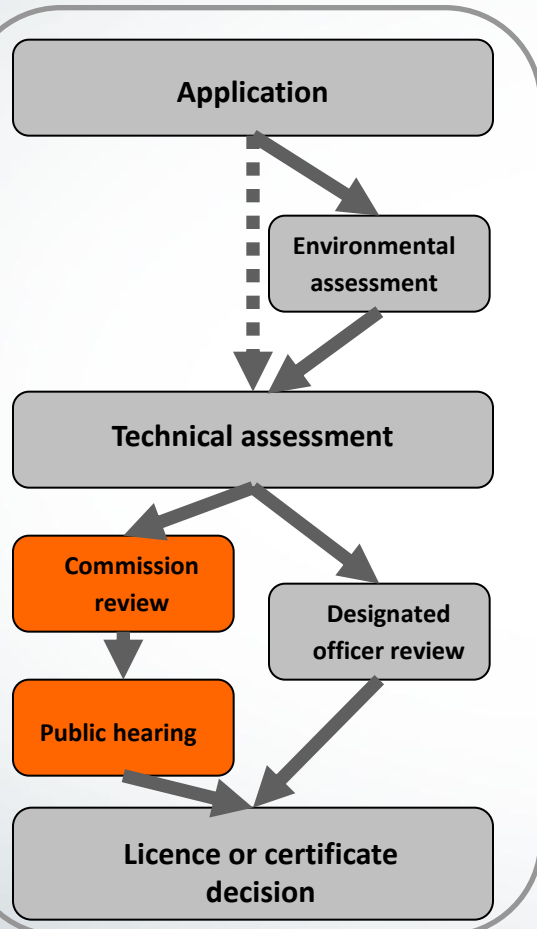 Application
Environmental
assessment
Technical assessment
Commission
review
Designated
officer review
Public hearing
Licence or certificate
decision